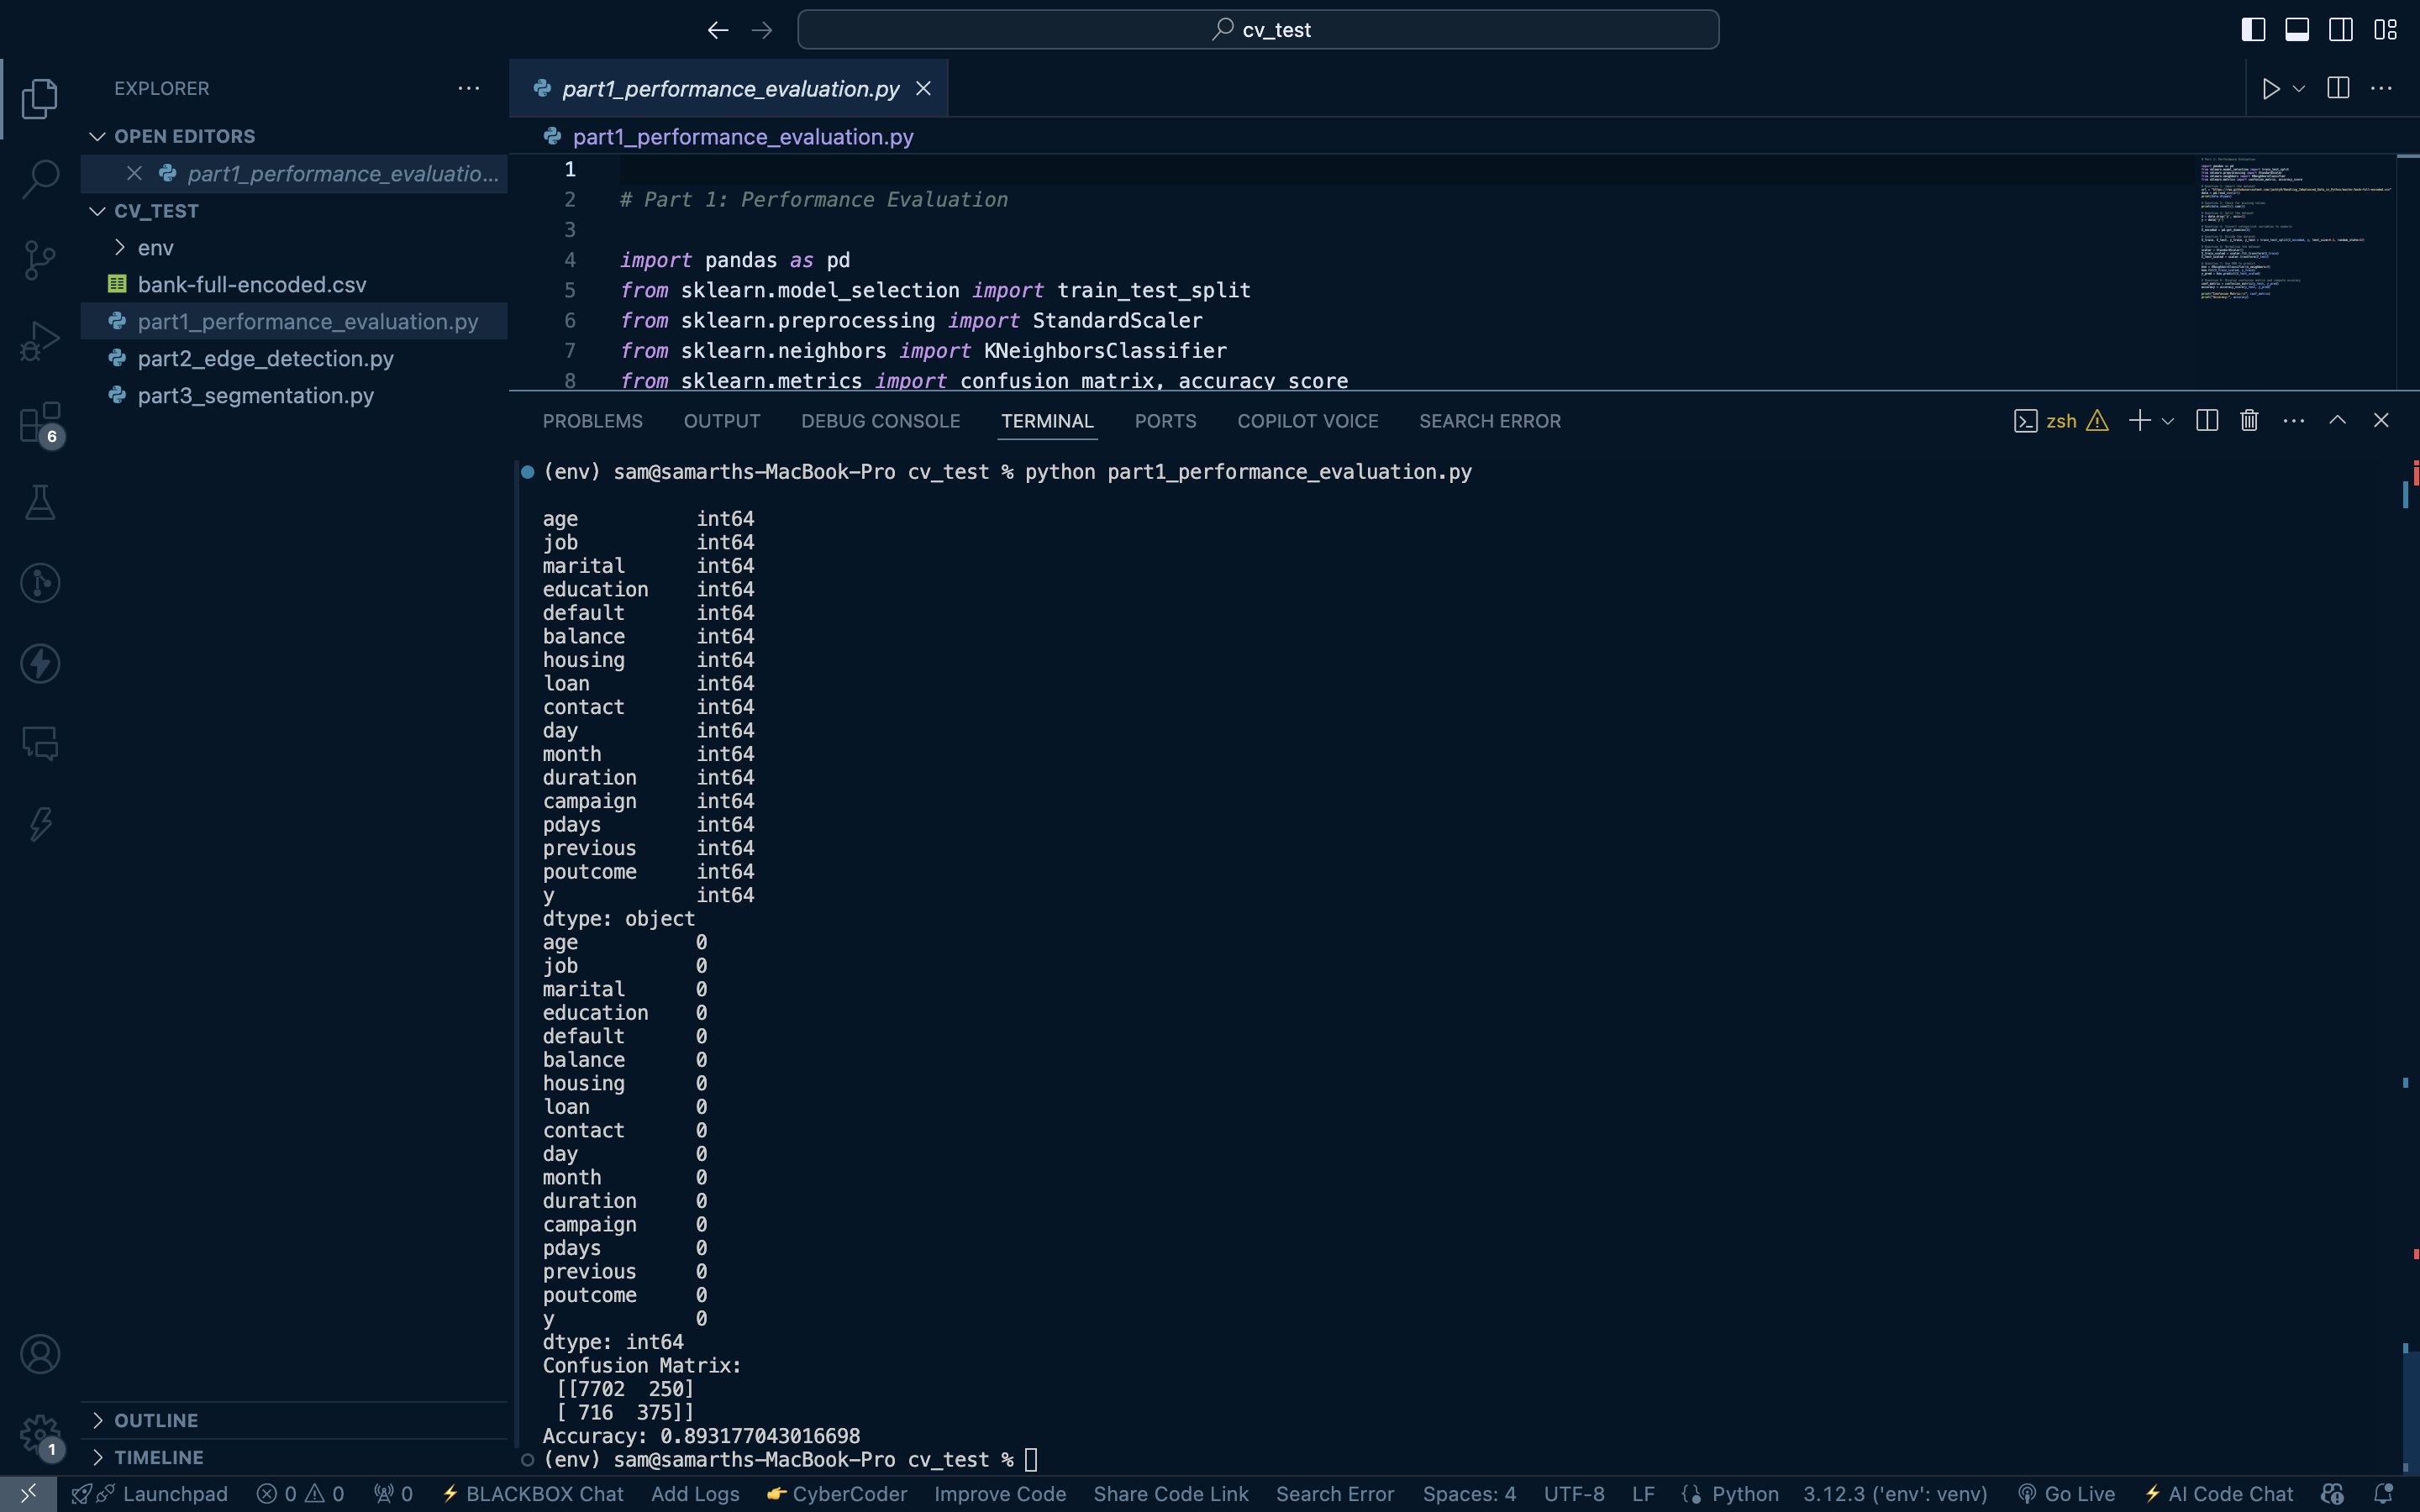 cv_test
EXPLORER
OPEN EDITORS
part1_performance_evaluatio...
CV_TEST
env
bank-full-encoded.csv
part1_performance_evaluation.py
part2_edge_detection.py
part3_segmentation.py
OUTLINE
TIMELINE
6
1
part1_performance_evaluation.py
part1_performance_evaluation.py
1
2 # Part 1: Performance Evaluation
3
4 import pandas as pd
5 from sklearn.model_selection import train_test_split
6 from sklearn.preprocessing import StandardScaler
7 from sklearn.neighbors import KNeighborsClassifier
8 from sklearn.metrics import confusion_matrix, accuracy_score
PROBLEMS OUTPUT DEBUG CONSOLE TERMINAL PORTS COPILOT VOICE SEARCH ERROR zsh
(env) sam@samarths-MacBook-Pro cv_test % python part1_performance_evaluation.py
age int64
job int64
marital int64
education int64
default int64
balance int64
housing int64
loan int64
contact int64
day int64
month int64
duration int64
campaign int64
pdays int64
previous int64
poutcome int64
y int64
dtype: object
age 0
job 0
marital 0
education 0
default 0
balance 0
housing 0
loan 0
contact 0
day 0
month 0
duration 0
campaign 0
pdays 0
previous 0
poutcome 0
y 0
dtype: int64
Confusion Matrix:
[[7702 250]
[ 716 375]]
Accuracy: 0.893177043016698
(env) sam@samarths-MacBook-Pro cv_test %
Launchpad 0 0 0 BLACKBOX Chat Add Logs CyberCoder Improve Code Share Code Link Search Error Spaces: 4 UTF-8 LF Python 3.12.3 ('env': venv) Go Live AI Code Chat